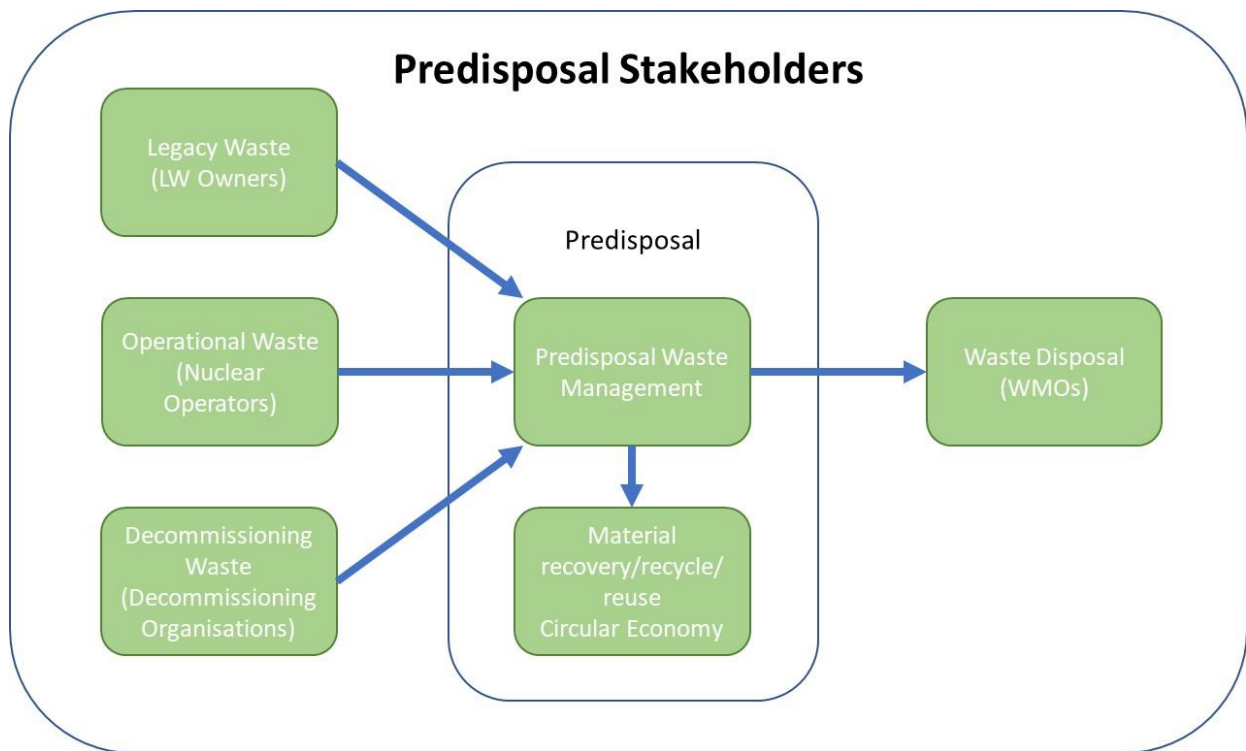 Predisposal Stakeholders
Legacy Waste
(LW Owners)
Predisposal
Operational Waste
(Nuclear
Operators)
Predisposal Waste
Management
Waste Disposal
(WMOs)
Decommissioning
Waste
(Decommissioning
Organisations)
Material
recovery/recycle/
reuse
Circular Economy